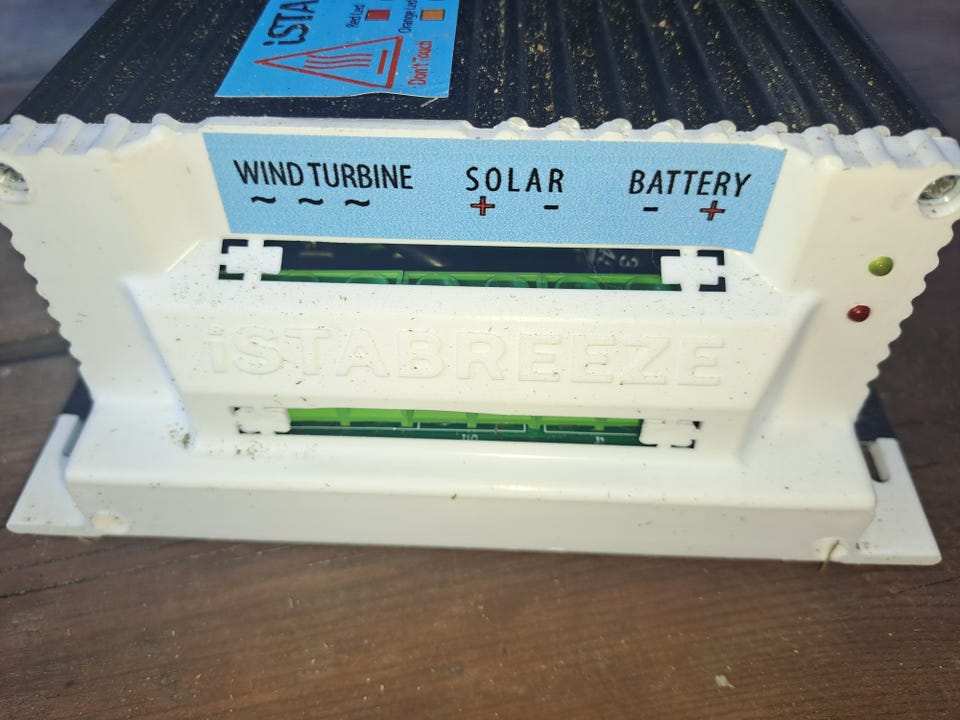 iSTA
Red Led
Orange Led
Don't Touch
WIND TURBINE SOLAR BATTERY
~ ~ ~ + - - +
iSTABREEZE